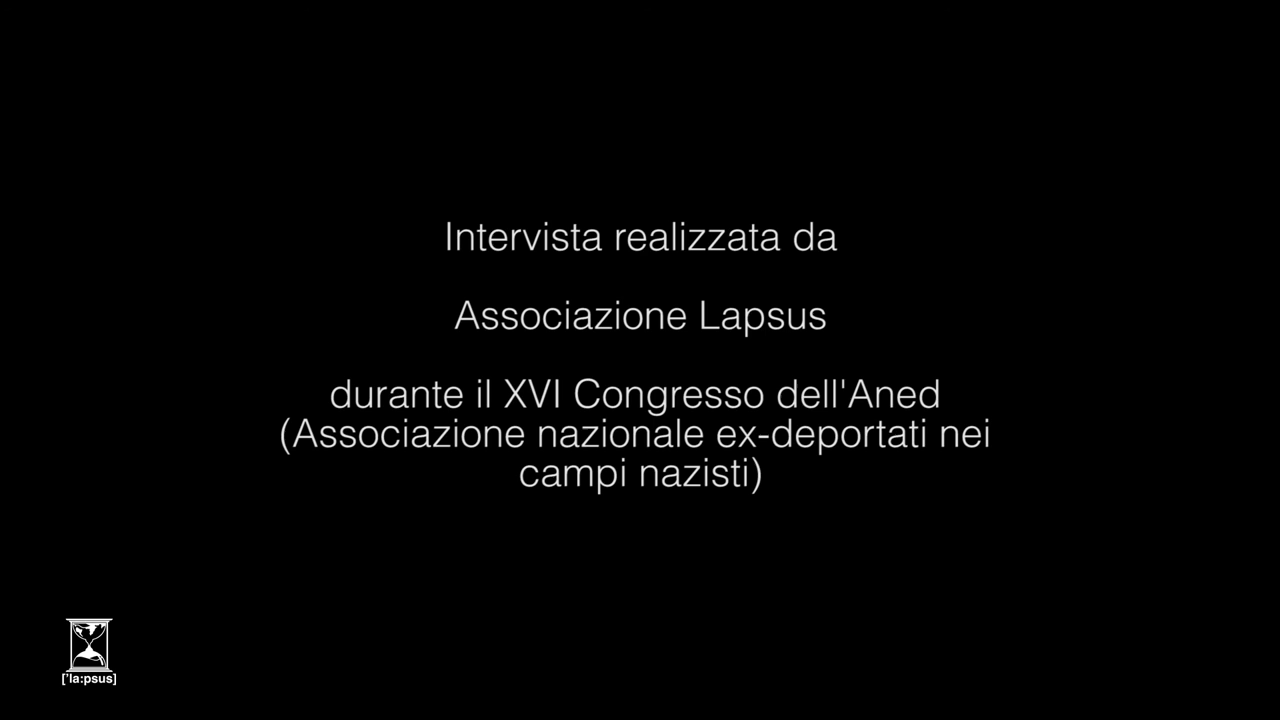 Intervista realizzata da
Associazione Lapsus
durante il XVI Congresso dell'Aned
(Associazione nazionale ex-deportati nei
campi nazisti)
['la:psus]